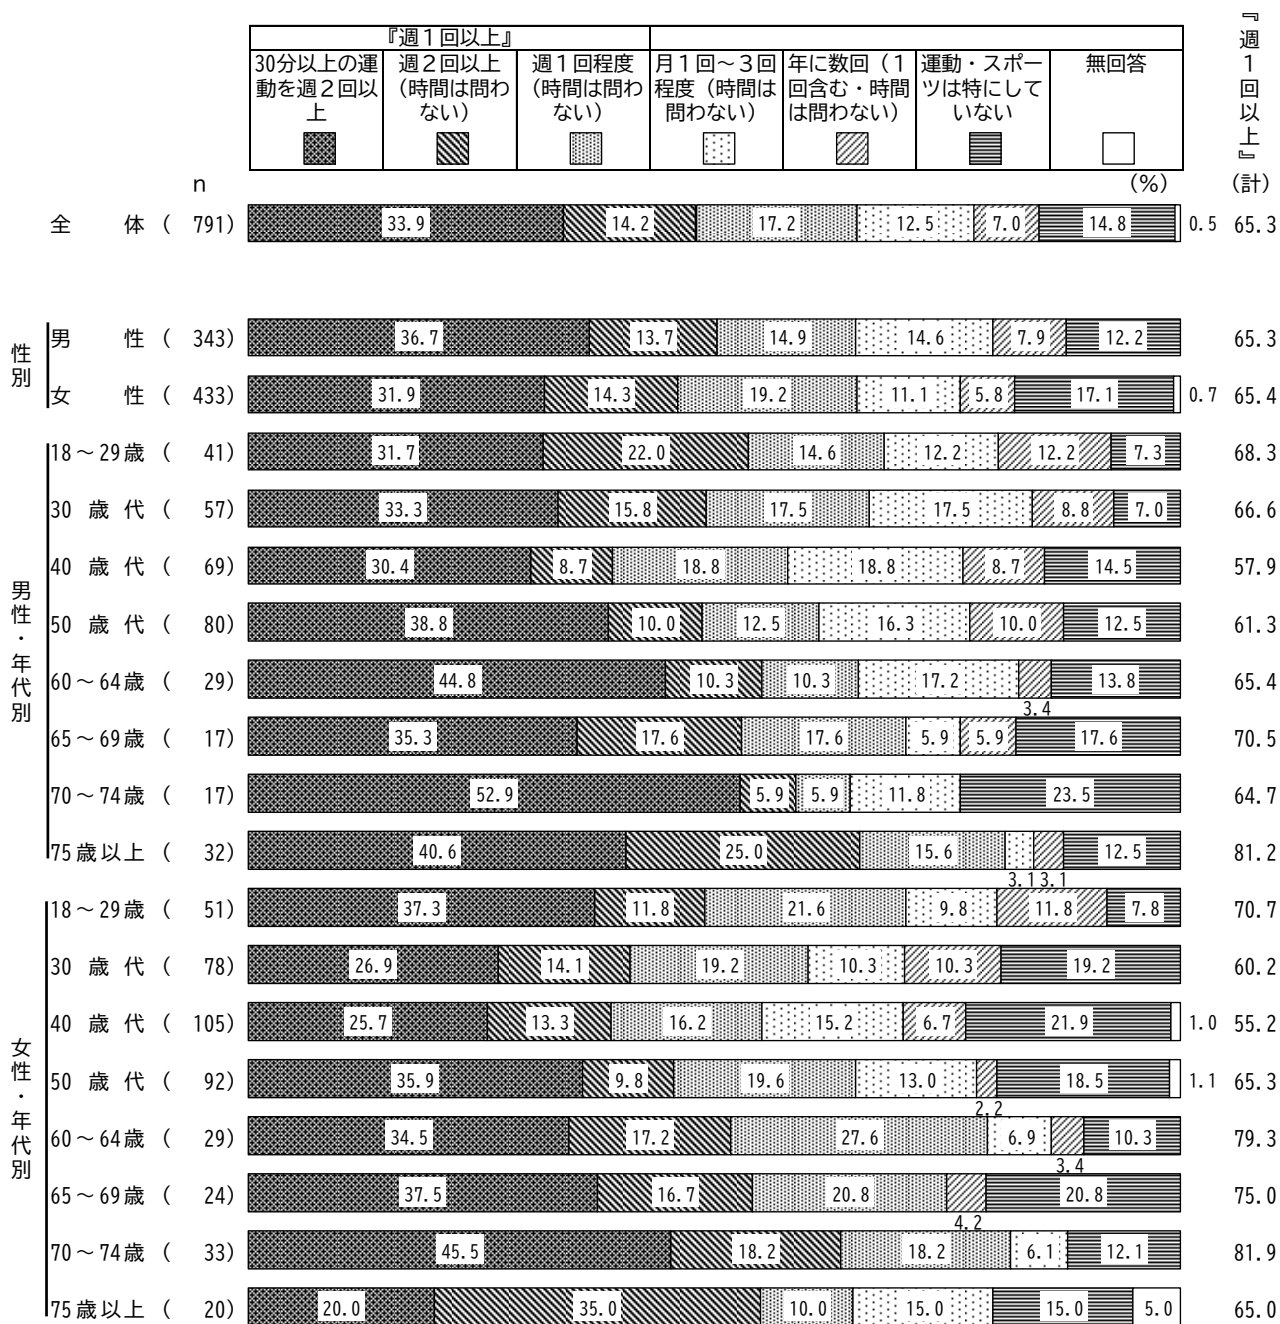 『週１回以上』
30分以上の運動を週２回以上
週２回以上（時間は問わない）
週１回程度（時間は問わない）
月１回～３回程度（時間は問わない）
年に数回（１回含む・時間は問わない）
運動・スポーツは特にしていない
無回答
『週１回以上』（計）
n
（％）
全体（ 791） 33.9 14.2 17.2 12.5 7.0 14.8 0.5 65.3
性別
男性（ 343） 36.7 13.7 14.9 14.6 7.9 12.2 65.3
女性（ 433） 31.9 14.3 19.2 11.1 5.8 17.1 0.7 65.4
男性・年代別
18～29歳（ 41） 31.7 22.0 14.6 12.2 12.2 7.3 68.3
30歳代（ 57） 33.3 15.8 17.5 17.5 8.8 7.0 66.6
40歳代（ 69） 30.4 8.7 18.8 18.8 8.7 14.5 57.9
50歳代（ 80） 38.8 10.0 12.5 16.3 10.0 12.5 61.3
60～64歳（ 29） 44.8 10.3 10.3 17.2 3.4 13.8 65.4
65～69歳（ 17） 35.3 17.6 17.6 5.9 5.9 17.6 70.5
70～74歳（ 17） 52.9 5.9 5.9 11.8 23.5 64.7
75歳以上（ 32） 40.6 25.0 15.6 3.1 3.1 12.5 81.2
女性・年代別
18～29歳（ 51） 37.3 11.8 21.6 9.8 11.8 7.8 70.7
30歳代（ 78） 26.9 14.1 19.2 10.3 10.3 19.2 60.2
40歳代（ 105） 25.7 13.3 16.2 15.2 6.7 21.9 1.0 55.2
50歳代（ 92） 35.9 9.8 19.6 13.0 2.2 18.5 1.1 65.3
60～64歳（ 29） 34.5 17.2 27.6 6.9 3.4 10.3 79.3
65～69歳（ 24） 37.5 16.7 20.8 4.2 20.8 75.0
70～74歳（ 33） 45.5 18.2 18.2 6.1 12.1 81.9
75歳以上（ 20） 20.0 35.0 10.0 15.0 15.0 5.0 65.0